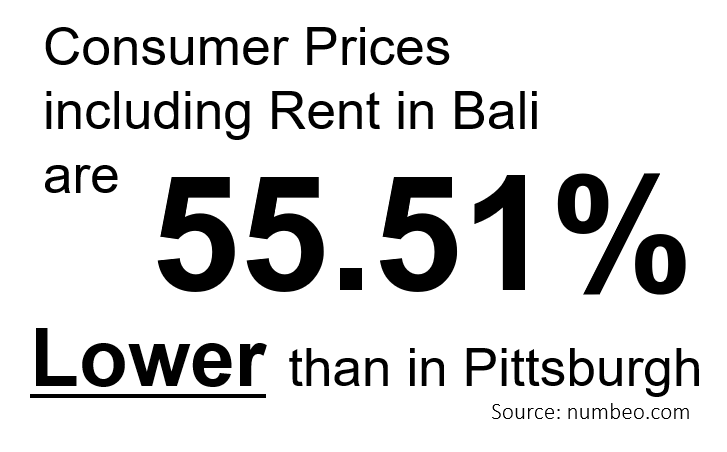 Consumer Prices
including Rent in Bali
are 55.51%
Lower than in Pittsburgh
Source: numbeo.com